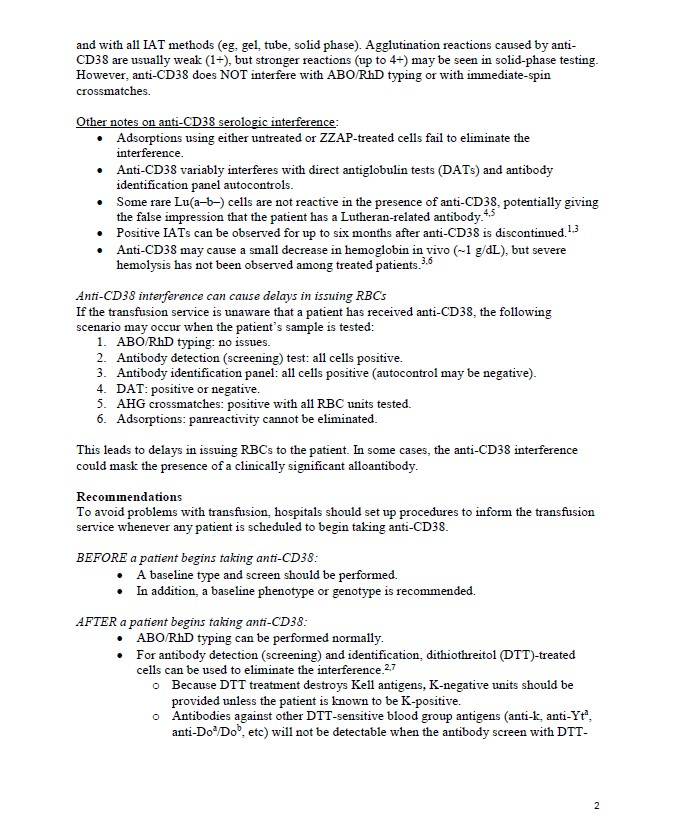 and with all IAT methods (eg, gel, tube, solid phase). Agglutination reactions caused by anti-
CD38 are usually weak (1+), but stronger reactions (up to 4+) may be seen in solid-phase testing.
However, anti-CD38 does NOT interfere with ABO/RhD typing or with immediate-spin
crossmatches.
Other notes on anti-CD38 serologic interference:
• Adsorptions using either untreated or ZZAP-treated cells fail to eliminate the
interference.
• Anti-CD38 variably interferes with direct antiglobulin tests (DATs) and antibody
identification panel autocontrols.
• Some rare Lu(a–b–) cells are not reactive in the presence of anti-CD38, potentially giving
the false impression that the patient has a Lutheran-related antibody.4,5
• Positive IATs can be observed for up to six months after anti-CD38 is discontinued.1,3
• Anti-CD38 may cause a small decrease in hemoglobin in vivo (~1 g/dL), but severe
hemolysis has not been observed among treated patients.3,6
Anti-CD38 interference can cause delays in issuing RBCs
If the transfusion service is unaware that a patient has received anti-CD38, the following
scenario may occur when the patient's sample is tested:
1. ABO/RhD typing: no issues.
2. Antibody detection (screening) test: all cells positive.
3. Antibody identification panel: all cells positive (autocontrol may be negative).
4. DAT: positive or negative.
5. AHG crossmatches: positive with all RBC units tested.
6. Adsorptions: panreactivity cannot be eliminated.
This leads to delays in issuing RBCs to the patient. In some cases, the anti-CD38 interference
could mask the presence of a clinically significant alloantibody.
Recommendations
To avoid problems with transfusion, hospitals should set up procedures to inform the transfusion
service whenever any patient is scheduled to begin taking anti-CD38.
BEFORE a patient begins taking anti-CD38:
• A baseline type and screen should be performed.
• In addition, a baseline phenotype or genotype is recommended.
AFTER a patient begins taking anti-CD38:
• ABO/RhD typing can be performed normally.
• For antibody detection (screening) and identification, dithiothreitol (DTT)-treated
cells can be used to eliminate the interference.2,7
o Because DTT treatment destroys Kell antigens, K-negative units should be
provided unless the patient is known to be K-positive.
o Antibodies against other DTT-sensitive blood group antigens (anti-k, anti-Yta,
anti-Doa/Dob, etc) will not be detectable when the antibody screen with DTT-
2